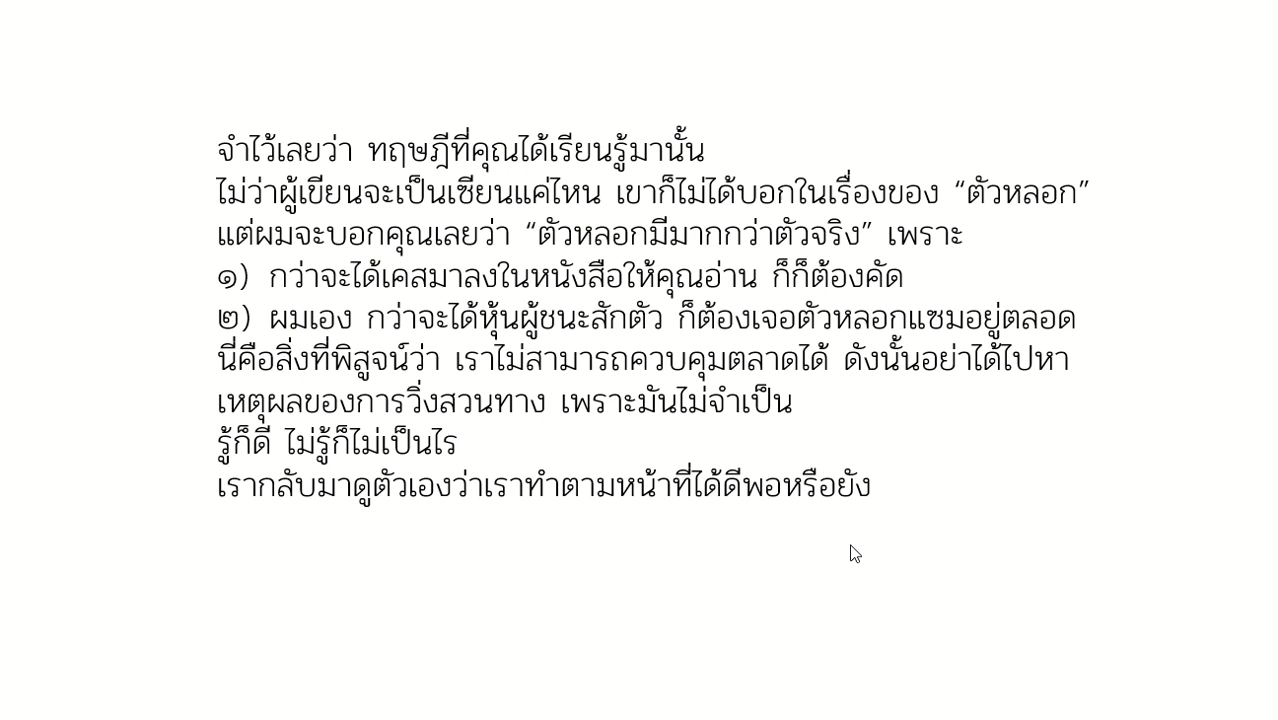 จำไว้เลยว่า ทฤษฎีที่คุณได้เรียนรู้มานั้น
ไม่ว่าผู้เขียนจะเป็นเซียนแค่ไหน เขาก็ไม่ได้บอกในเรื่องของ “ตัวหลอก”
แต่ผมจะบอกคุณเลยว่า “ตัวหลอกมีมากกว่าตัวจริง” เพราะ
๑) กว่าจะได้เคสมาลงในหนังสือให้คุณอ่าน ก็ก็ต้องคัด
๒) ผมเอง กว่าจะได้หุ้นผู้ชนะสักตัว ก็ต้องเจอตัวหลอกแซมอยู่ตลอด
นี่คือสิ่งที่พิสูจน์ว่า เราไม่สามารถควบคุมตลาดได้ ดังนั้นอย่าได้ไปหา
เหตุผลของการวิ่งสวนทาง เพราะมันไม่จำเป็น
รู้ก็ดี ไม่รู้ก็ไม่เป็นไร
เรากลับมาดูตัวเองว่าเราทำตามหน้าที่ได้ดีพอหรือยัง